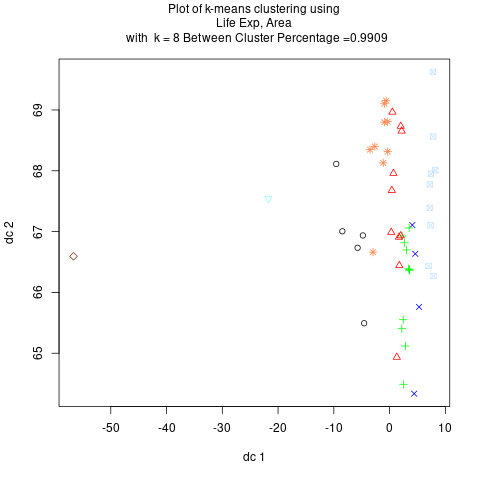 Plot of k-means clustering using
Life Exp, Area
with k = 8 Between Cluster Percentage =0.9909
69
68
67
66
65
dc 2
-50
-40
-30
-20
-10
0
10
dc 1